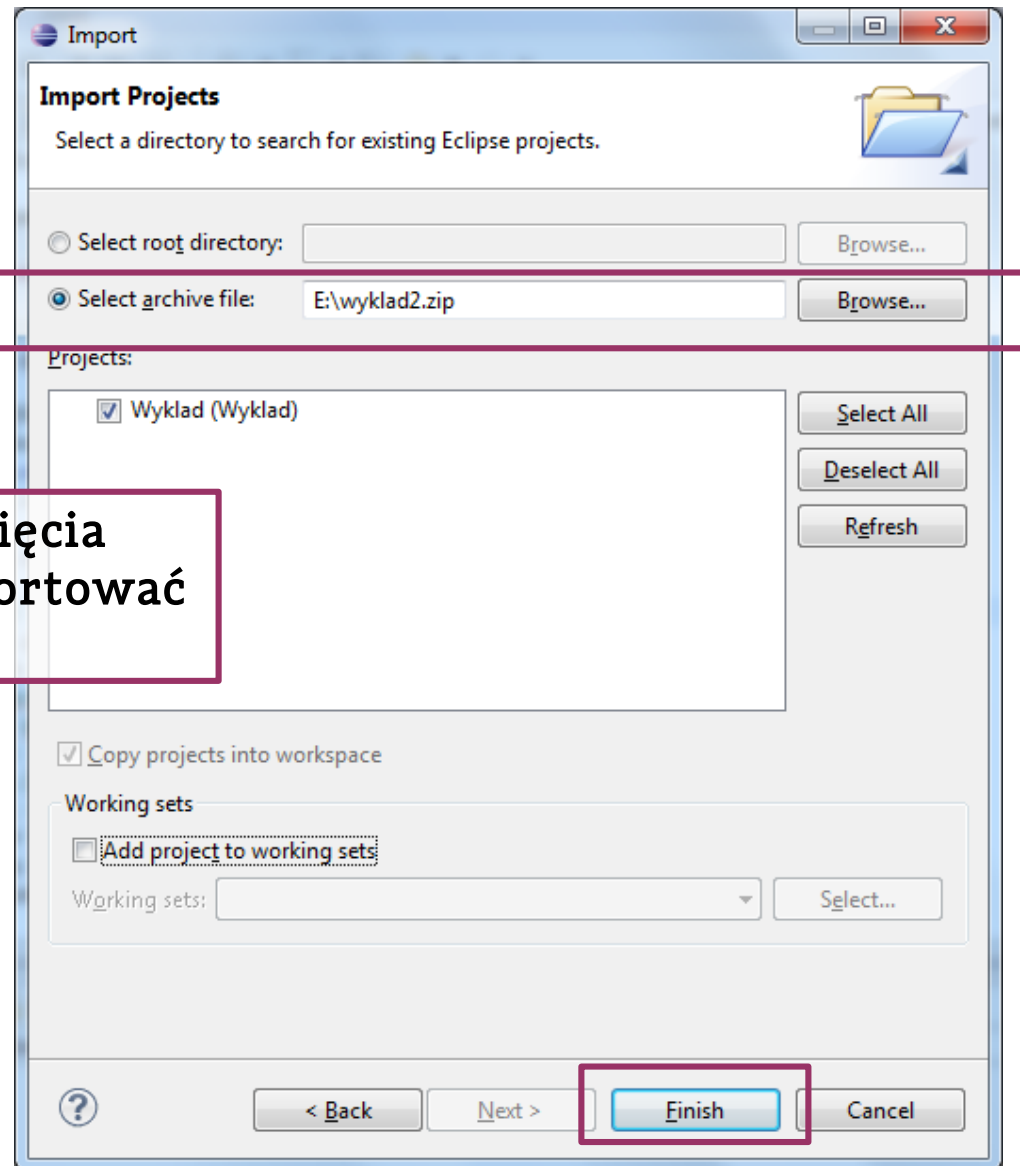 Import
Import Projects
Select a directory to search for existing Eclipse projects.
Select root directory:
Browse...
Select archive file:
E:\wyklad2.zip
Browse...
Projects:
Wyklad (Wyklad)
Select All
Deselect All
Refresh
Copy projects into workspace
Working sets
Add project to working sets
Working sets:
Select...
< Back
Next >
Finish
Cancel